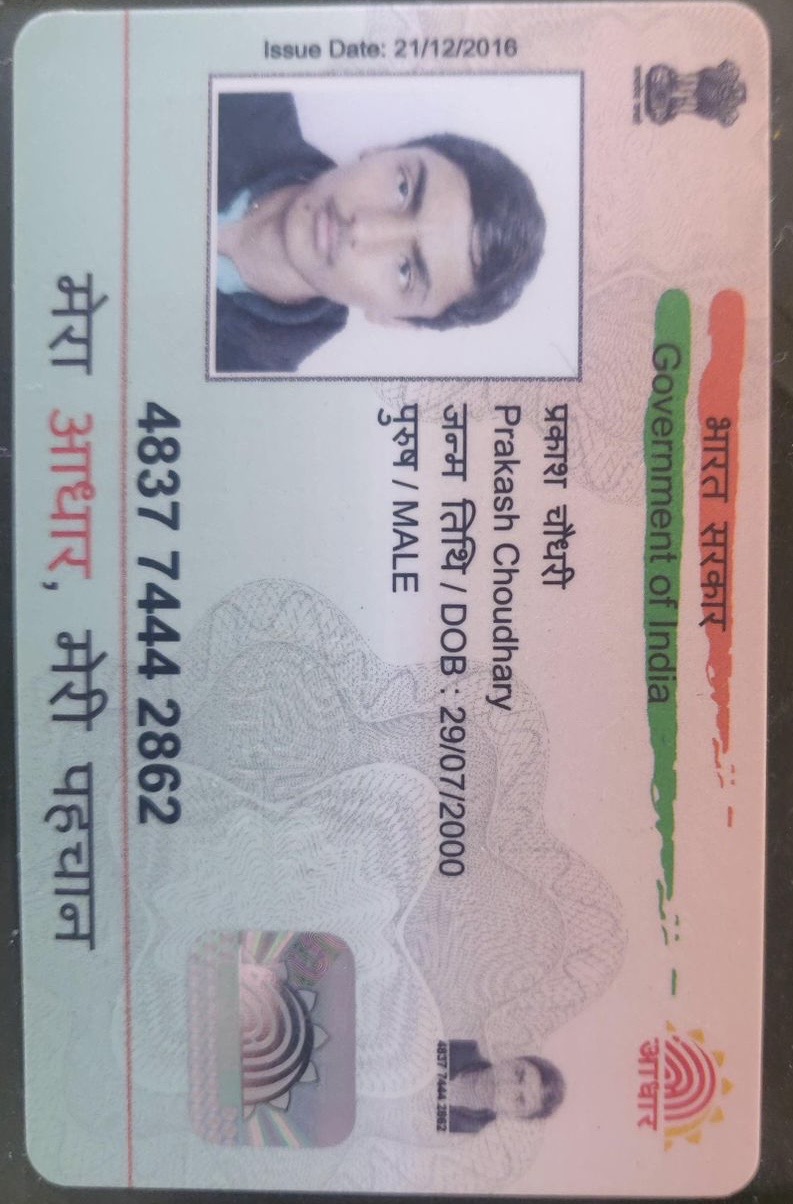 भारत सरकार
Government of India
आधार
Issue Date: 21/12/2016
प्रकाश चौधरी
Prakash Choudhary
जन्म तिथि / DOB : 29/07/2000
पुरुष / MALE
4837 7444 2862
4837 7444 2862
मेरा आधार, मेरी पहचान